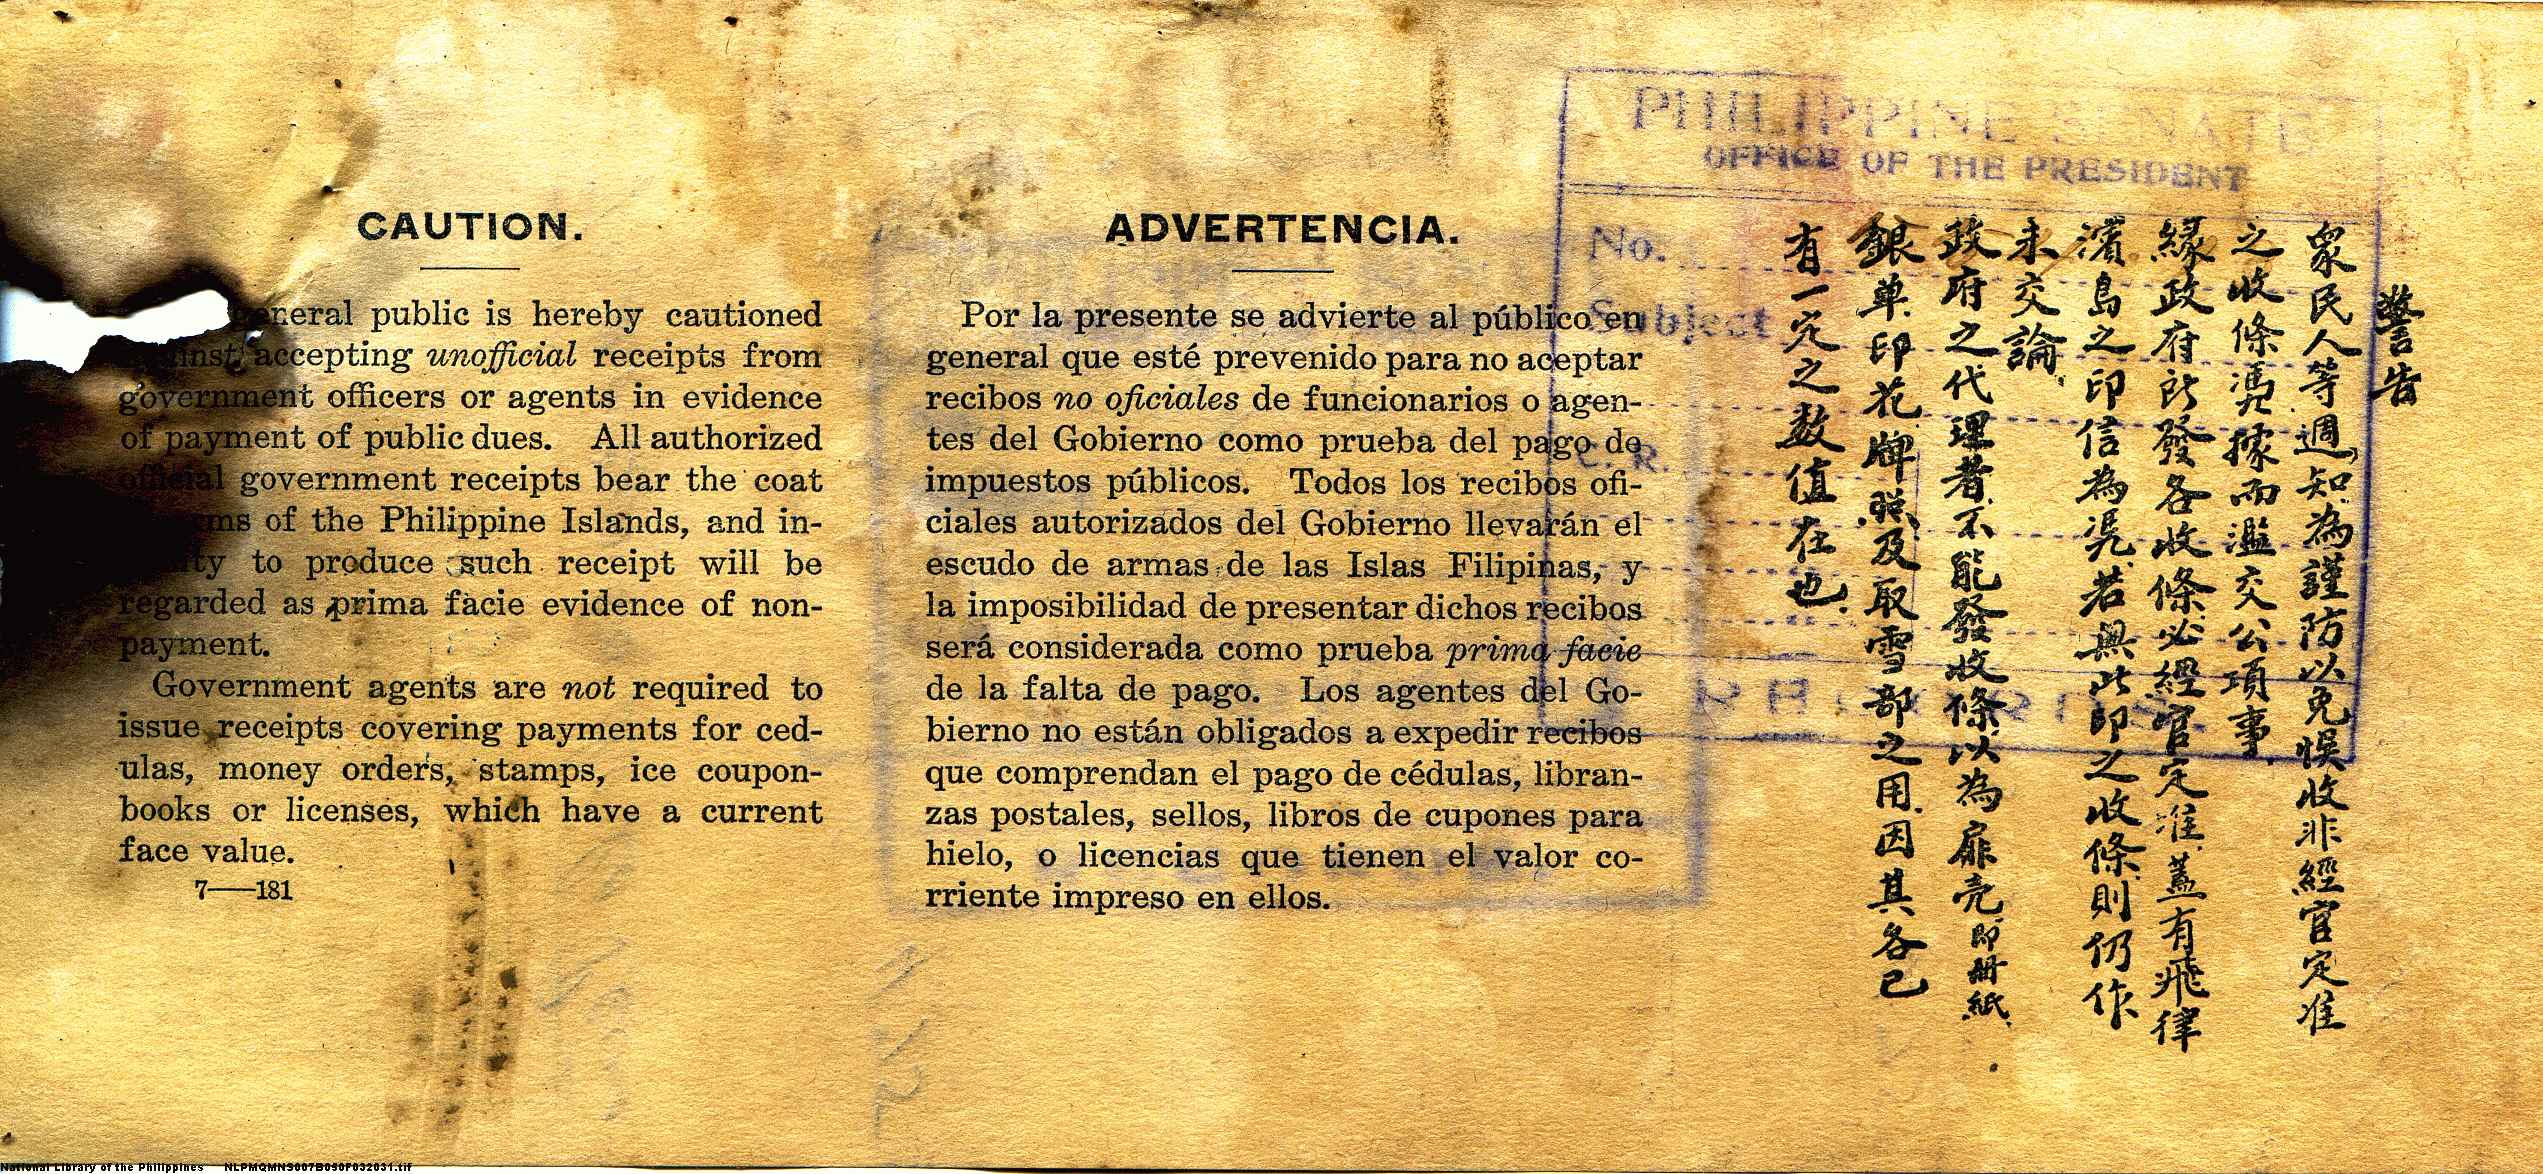 CAUTION.
general public is hereby cautioned
against accepting unofficial receipts from
government officers or agents in evidence
of payment of public dues. All authorized
official government receipts bear the coat
arms of the Philippine Islands, and in-
to produce such receipt will be
regarded as prima facie evidence of non-
payment.
Government agents are not required to
issue receipts covering payments for ced-
ulas, money orders, stamps, ice coupon-
books or licenses, which have a current
face value.
7—181
ADVERTENCIA.
Por la presente se advierte al público en
general que esté prevenido para no aceptar
recibos no oficiales de funcionarios o agen-
tes del Gobierno como prueba del pago de
impuestos públicos. Todos los recibos ofi-
ciales autorizados del Gobierno llevarán el
escudo de armas de las Islas Filipinas, y
la imposibilidad de presentar dichos recibos
será considerada como prueba prima facie
de la falta de pago. Los agentes del Go-
bierno no están obligados a expedir recibos
que comprendan el pago de cédulas, libran-
zas postales, sellos, libros de cupones para
hielo, o licencias que tienen el valor co-
rriente impreso en ellos.
PHILIPPINE SENATE
OFFICE OF THE PRESIDENT
No.
Subject
C. R.
警告
眾民人等週知為謹防以免悞收非經官定准
之收條憑據而濫交公項事
緣政府所發各收條必經官定准蓋有飛律
濱島之印信為凭若無此印之收條則仍作
未交論
政府之代理者不能發收條以為雇壳即册紙
銀單印花牌照及取雪部之用因其各已
有一定之数值在也
National Library of the Philippines NLPMQMNS007B090F032031.tif